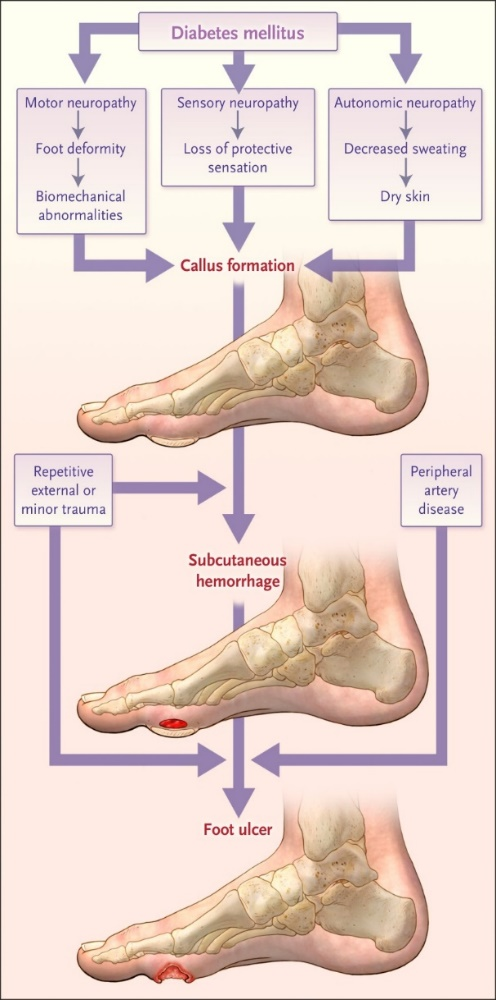 Diabetes mellitus
Motor neuropathy
Foot deformity
Biomechanical
abnormalities
Sensory neuropathy
Loss of protective
sensation
Autonomic neuropathy
Decreased sweating
Dry skin
Callus formation
Repetitive
external or
minor trauma
Peripheral
artery
disease
Subcutaneous
hemorrhage
Foot ulcer